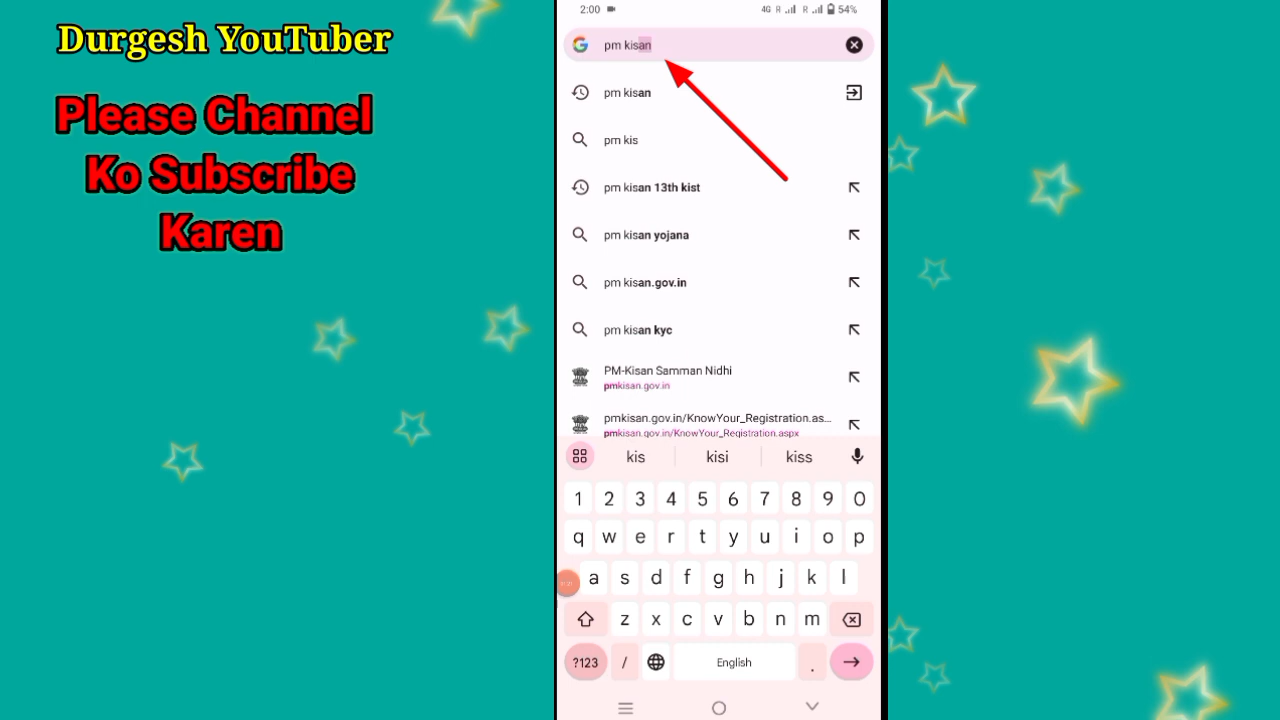 Durgesh YouTuber
Please Channel
Ko Subscribe
Karen
2:00 4G R R 54%
pm kisan
pm kisan
pm kis
pm kisan 13th kist
pm kisan yojana
pm kisan.gov.in
pm kisan kyc
PM-Kisan Samman Nidhi
pmkisan.gov.in
pmkisan.gov.in/KnowYour_Registration.as...
pmkisan.gov.in/KnowYour_Registration.aspx
kis kisi kiss
1 2 3 4 5 6 7 8 9 0
q w e r t y u i o p
a s d f g h j k l
z x c v b n m
?123 / English .